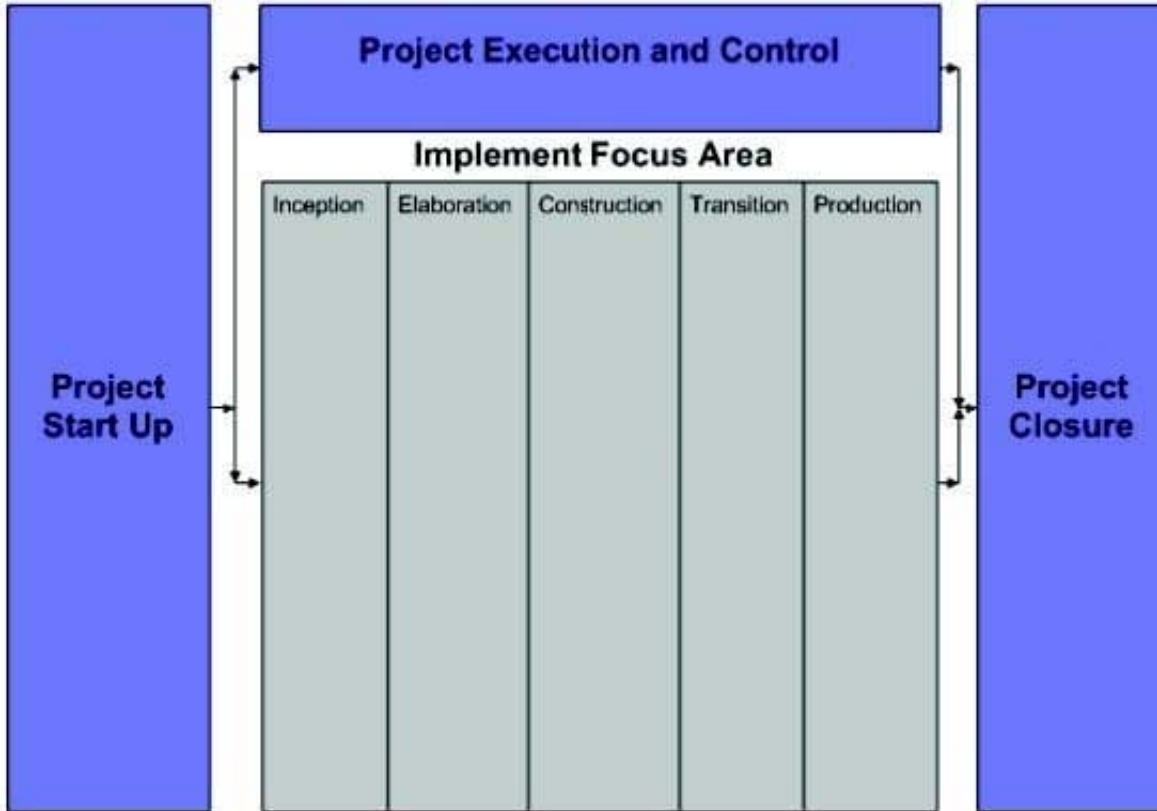 Project Execution and Control
Implement Focus Area
Inception Elaboration Construction Transition Production
Project
Start Up
Project
Closure